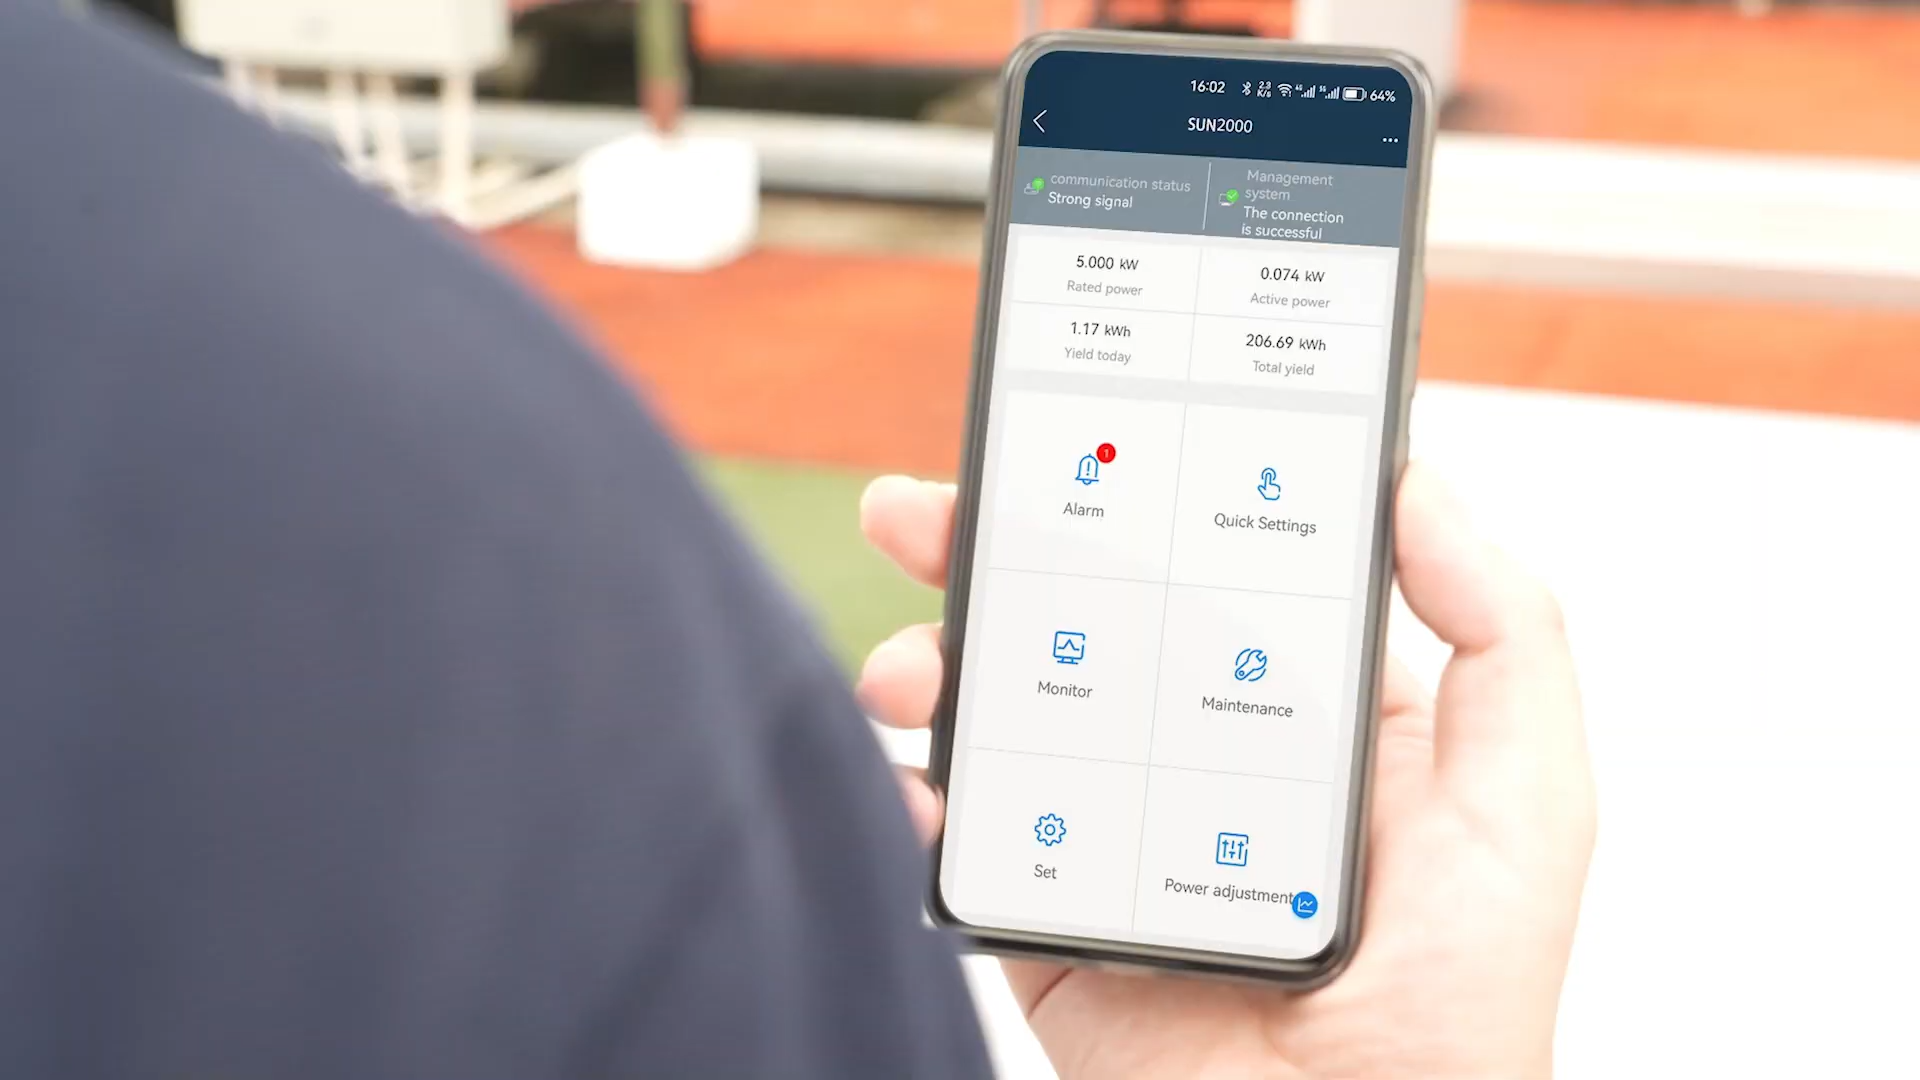 16:02 2.3 K/s 64%
SUN2000
communication status
Strong signal
Management
system
The connection
is successful
5.000 kW
Rated power
0.074 kW
Active power
1.17 kWh
Yield today
206.69 kWh
Total yield
1
Alarm
Quick Settings
Monitor
Maintenance
Set
Power adjustment